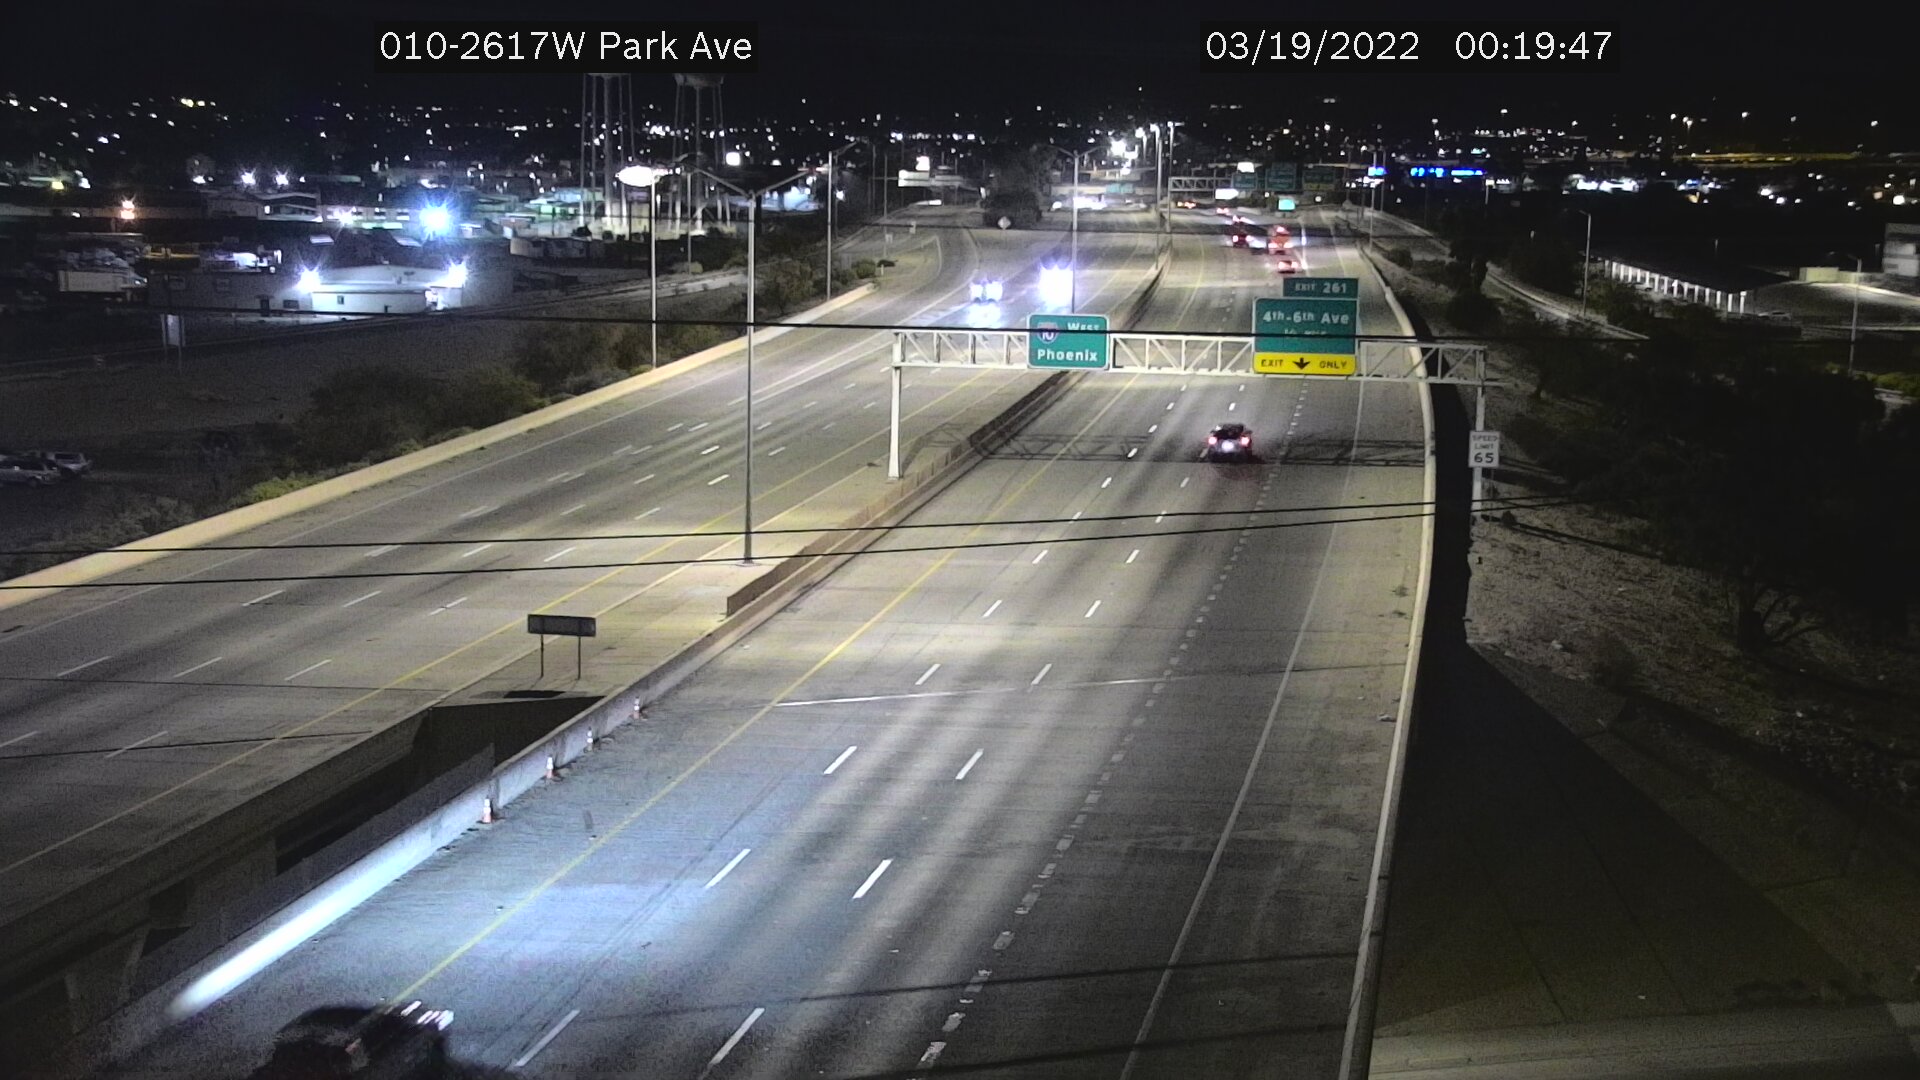 010-2617W Park Ave
03/19/2022 00:19:47
EXIT 261
4th-6th Ave
EXIT ONLY
10 West
Phoenix
SPEED
LIMIT
65